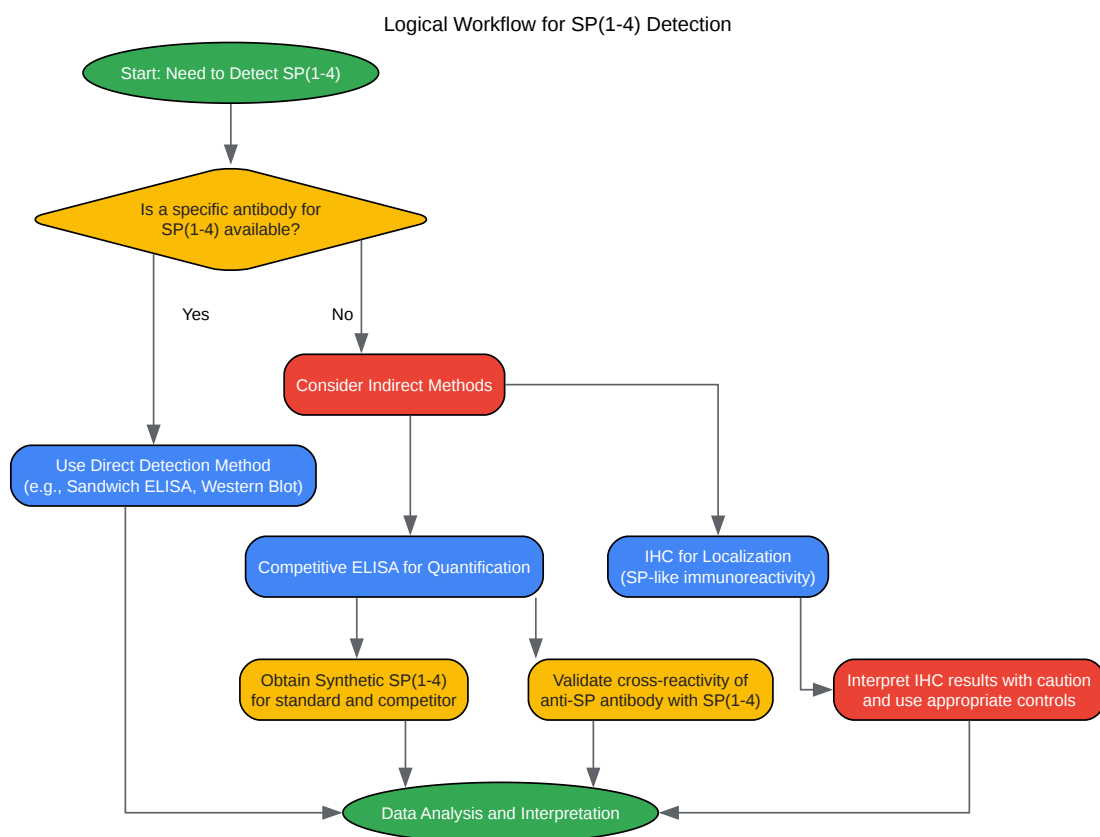 Logical Workflow for SP(1-4) Detection
Start: Need to Detect SP(1-4)
Is a specific antibody for
SP(1-4) available?
Yes
No
Consider Indirect Methods
Use Direct Detection Method
(e.g., Sandwich ELISA, Western Blot)
Competitive ELISA for Quantification
IHC for Localization
(SP-like immunoreactivity)
Obtain Synthetic SP(1-4)
for standard and competitor
Validate cross-reactivity of
anti-SP antibody with SP(1-4)
Interpret IHC results with caution
and use appropriate controls
Data Analysis and Interpretation